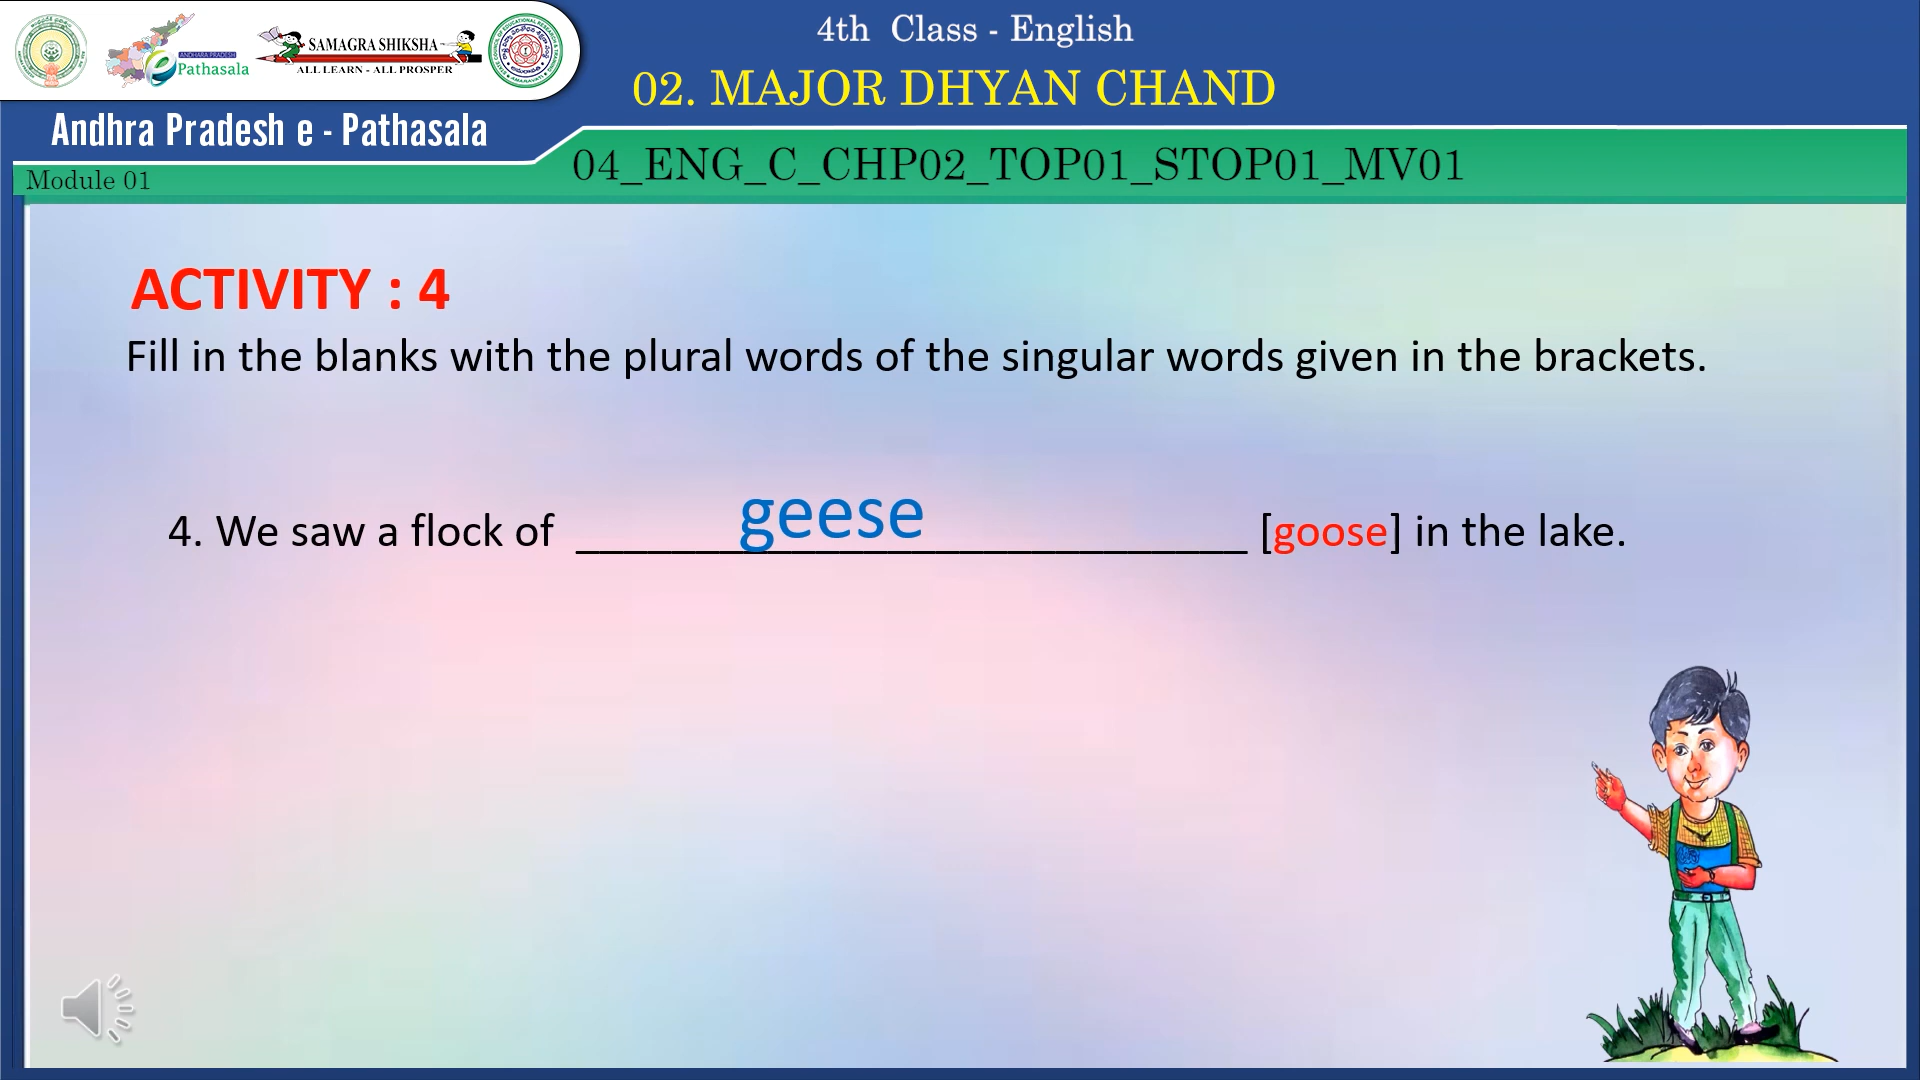 ANDHRA PRADESH
e Pathasala
SAMAGRA SHIKSHA
ALL LEARN - ALL PROSPER
Andhra Pradesh e - Pathasala
4th Class - English
02. MAJOR DHYAN CHAND
Module 01
04_ENG_C_CHP02_TOP01_STOP01_MV01
ACTIVITY : 4
Fill in the blanks with the plural words of the singular words given in the brackets.
4. We saw a flock of geese [goose] in the lake.